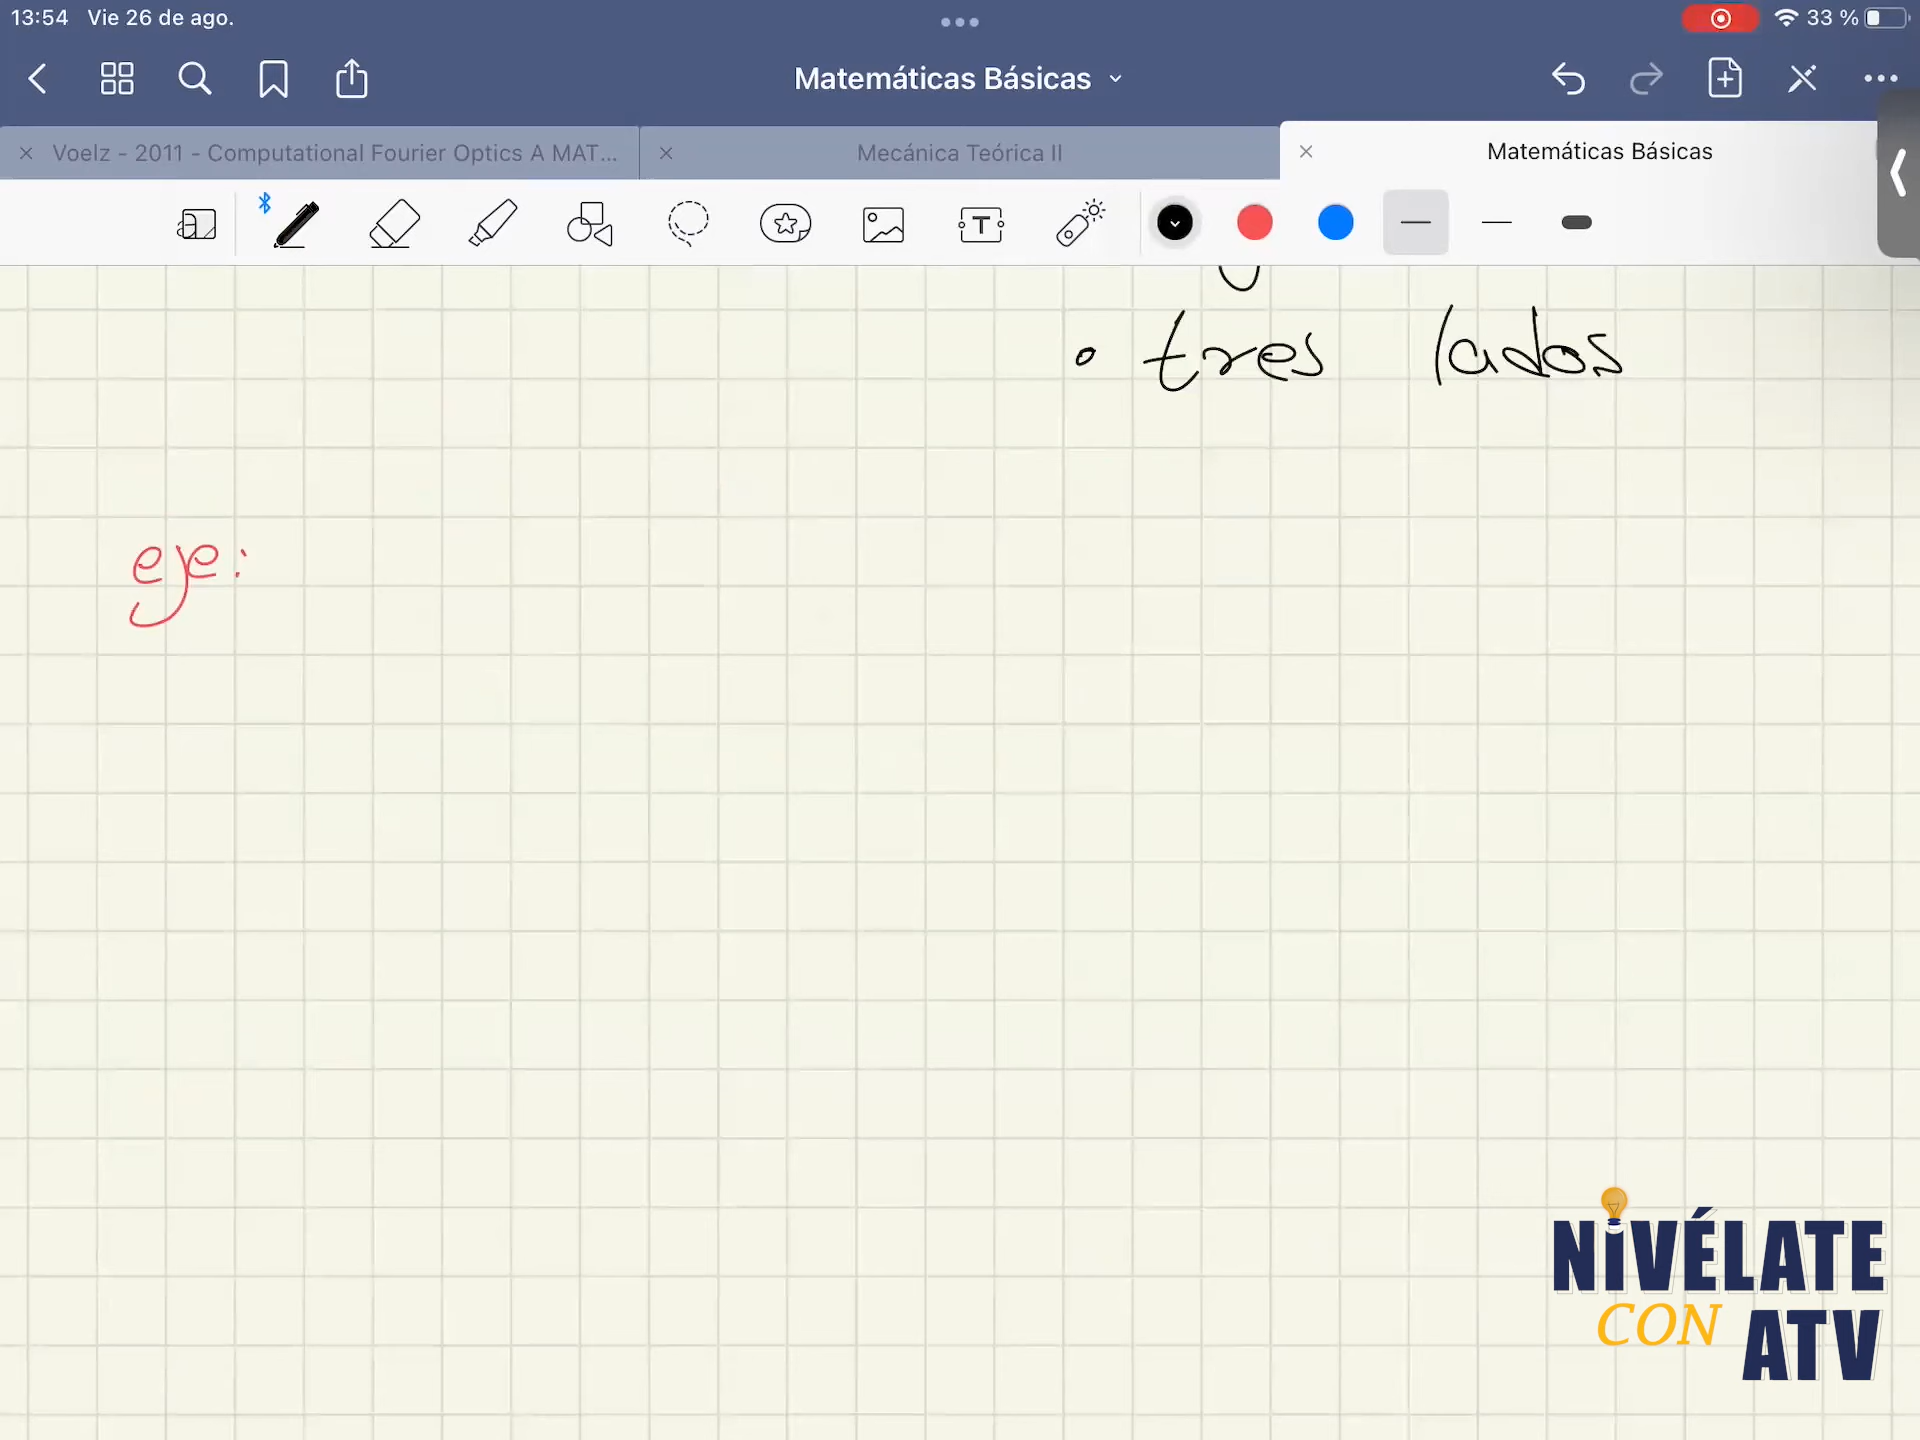 13:54 Vie 26 de ago. 33 %
Matemáticas Básicas
Voelz - 2011 - Computational Fourier Optics A MAT... Mecánica Teórica II Matemáticas Básicas
• tres lados
eje:
NIVÉLATE
CON ATV